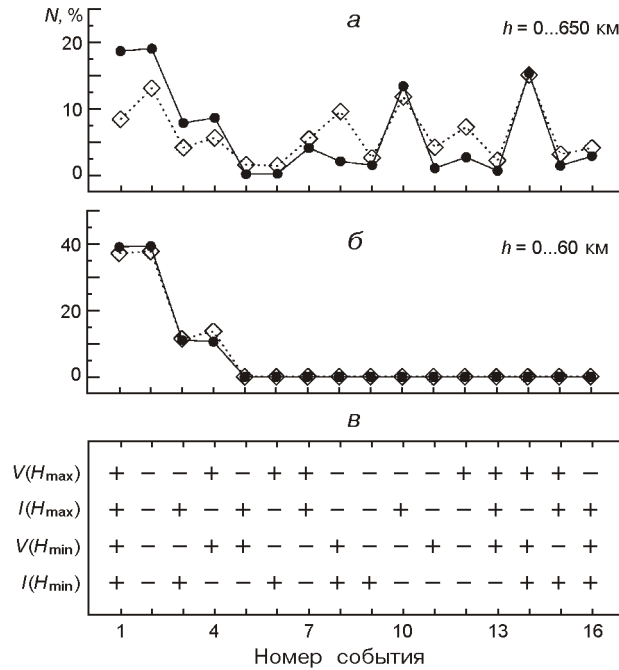 N, %
а
h = 0...650 км
20
10
0
б
h = 0...60 км
40
20
0
в
V(Hmax) + − − + − + + − − − − + + + + −
I(Hmax) + − + − + − + − − + − − + + + +
V(Hmin) + − − + + − − + − − + − + + − +
I(Hmin) + − + − − + − + + − − − − + + +
1 4 7 10 13 16
Номер события